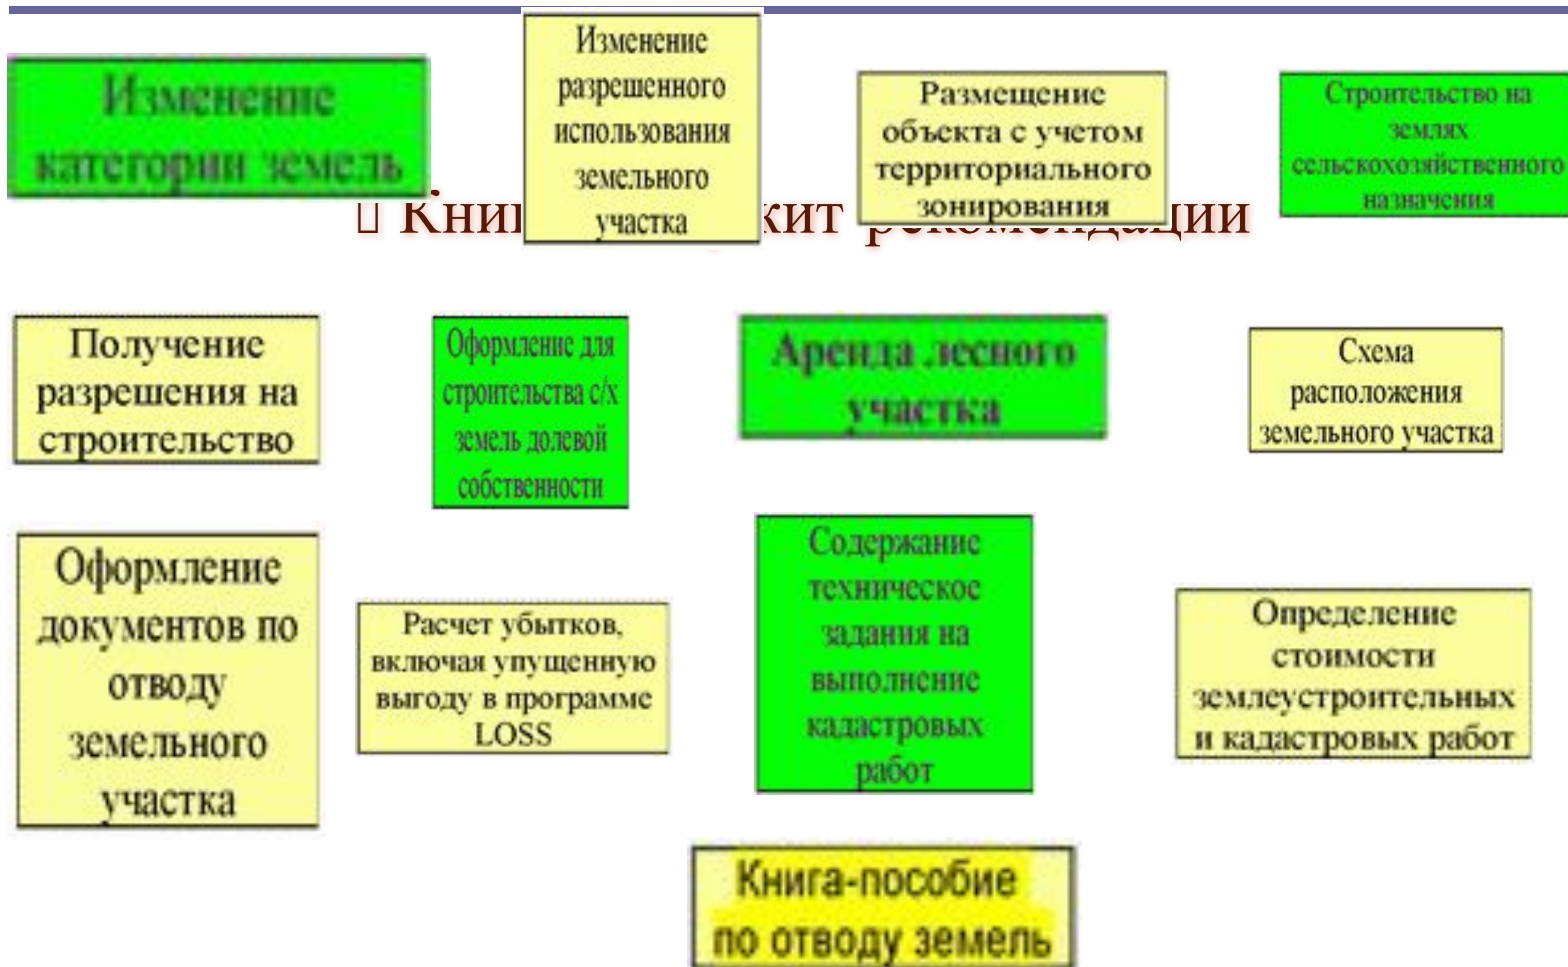 Изменение
категории земель
Изменение
разрешенного
использования
земельного
участка
Размещение
объекта с учетом
территориального
зонирования
Строительство на
землях
сельскохозяйственного
назначения
рекомендации
Получение
разрешения на
строительство
Оформление для
строительства с/х
земель долевой
собственности
Аренда лесного
участка
Схема
расположения
земельного участка
Оформление
документов по
отводу
земельного
участка
Расчет убытков,
включая упущенную
выгоду в программе
LOSS
Содержание
техническое
задания на
выполнение
кадастровых
работ
Определение
стоимости
землеустроительных
и кадастровых работ
Книга-пособие
по отводу земель